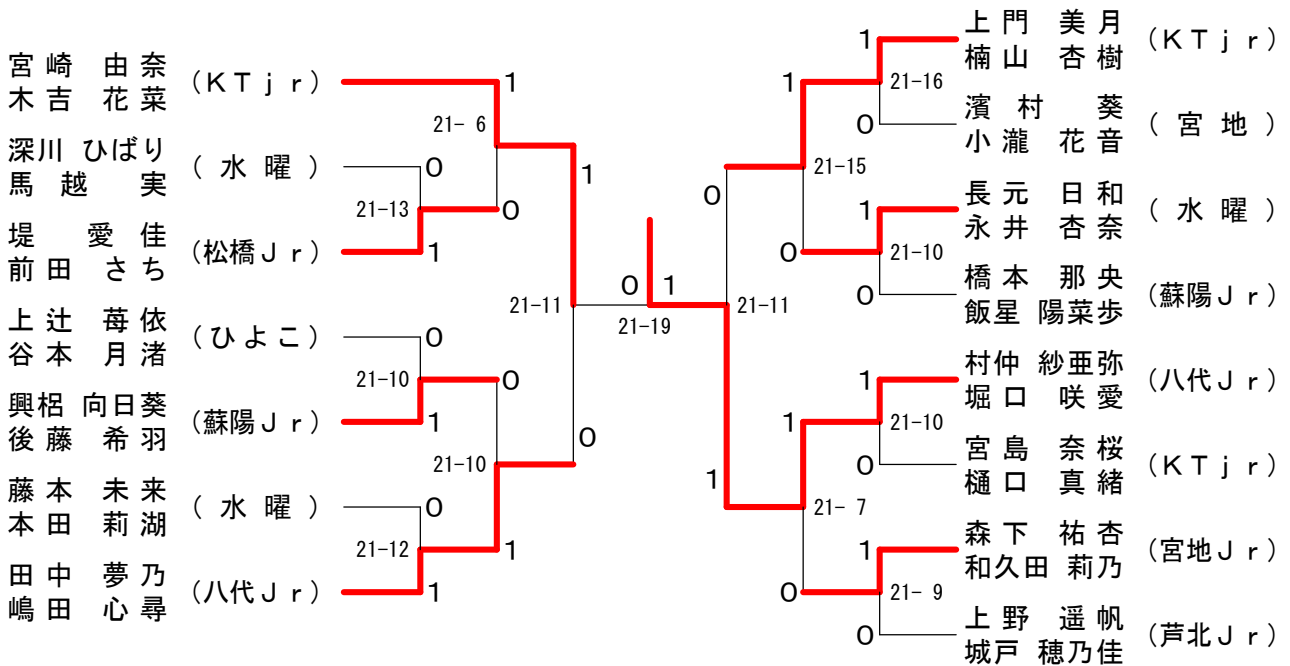 宮崎 由奈
木吉 花菜
(ＫＴｊｒ)
1
21- 6
深川 ひばり
馬越 実
(水曜)
0
21-13
0
堤 愛佳
前田 さち
(松橋Ｊｒ)
1
1
21-11
上辻 苺依
谷本 月渚
(ひよこ)
0
21-10
0
興梠 向日葵
後藤 希羽
(蘇陽Ｊｒ)
1
21-10
0
藤本 未来
本田 莉湖
(水曜)
0
21-12
1
田中 夢乃
嶋田 心尋
(八代Ｊｒ)
1
0 1
21-19
上門 美月
楠山 杏樹
(ＫＴｊｒ)
1
21-16
1
濱村 葵
小瀧 花音
(宮地)
0
21-15
0
長元 日和
永井 杏奈
(水曜)
1
21-10
0
橋本 那央
飯星 陽菜歩
(蘇陽Ｊｒ)
0
21-11
村仲 紗亜弥
堀口 咲愛
(八代Ｊｒ)
1
21-10
1
宮島 奈桜
樋口 真緒
(ＫＴｊｒ)
0
1
21- 7
森下 祐杏
和久田 莉乃
(宮地Ｊｒ)
1
21- 9
0
上野 遥帆
城戸 穂乃佳
(芦北Ｊｒ)
0